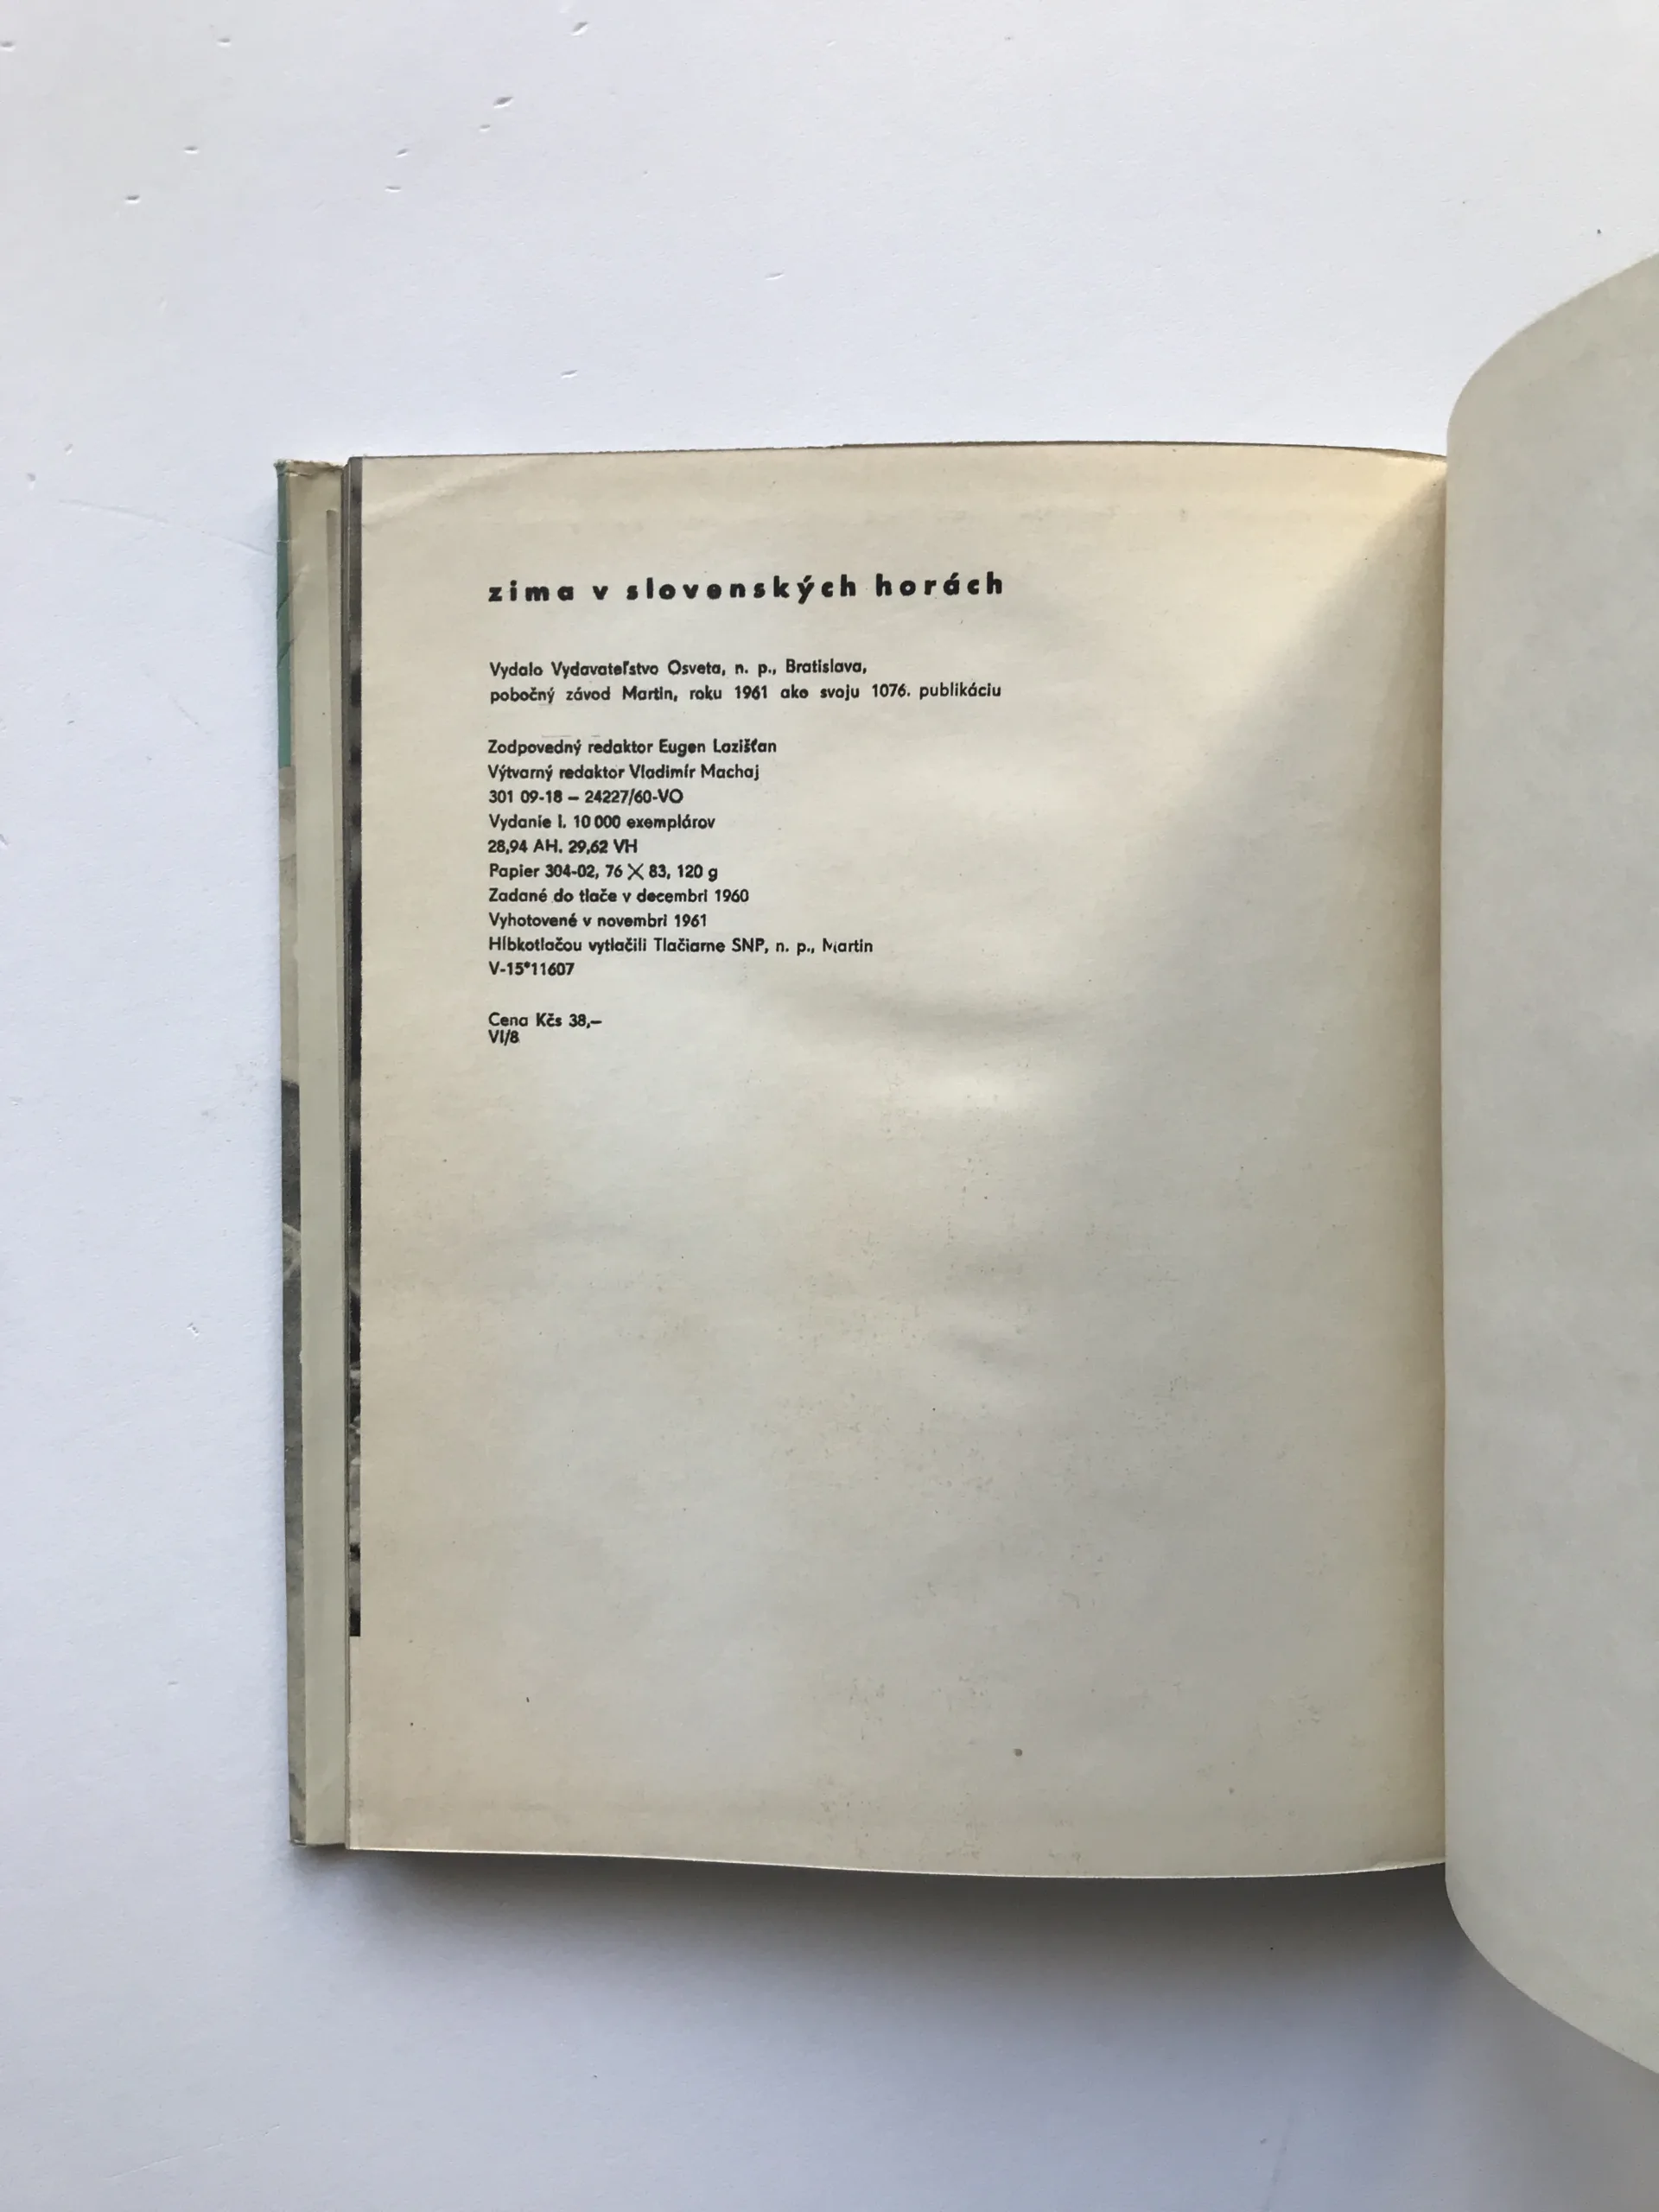 zima v slovenských horách
Vydalo Vydavateľstvo Osveta, n. p., Bratislava,
pobočný závod Martin, roku 1961 ako svoju 1076. publikáciu
Zodpovedný redaktor Eugen Lazišťan
Výtvarný redaktor Vladimír Machaj
301 09-18 – 24227/60-VO
Vydanie I. 10 000 exemplárov
28,94 AH. 29,62 VH
Papier 304-02, 76 × 83, 120 g
Zadané do tlače v decembri 1960
Vyhotovené v novembri 1961
Hĺbkotlačou vytlačili Tlačiarne SNP, n. p., Martin
V-15*11607
Cena Kčs 38,–
VI/8